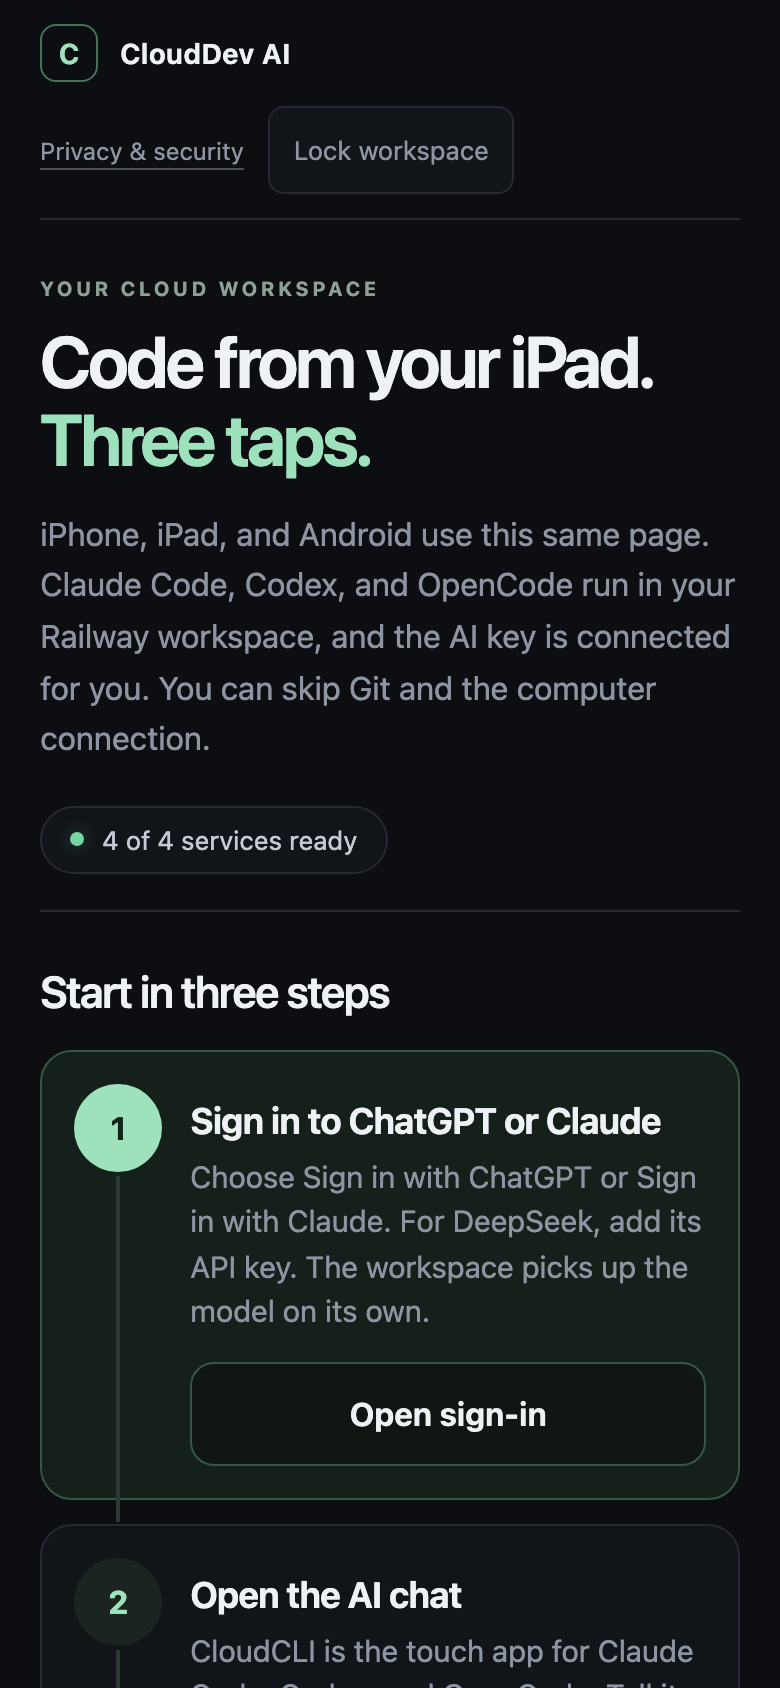 C
CloudDev AI
Privacy & security
Lock workspace
YOUR CLOUD WORKSPACE
Code from your iPad.
Three taps.
iPhone, iPad, and Android use this same page.
Claude Code, Codex, and OpenCode run in your
Railway workspace, and the AI key is connected
for you. You can skip Git and the computer
connection.
4 of 4 services ready
Start in three steps
1
Sign in to ChatGPT or Claude
Choose Sign in with ChatGPT or Sign
in with Claude. For DeepSeek, add its
API key. The workspace picks up the
model on its own.
Open sign-in
2
Open the AI chat
CloudCLI is the touch app for Claude